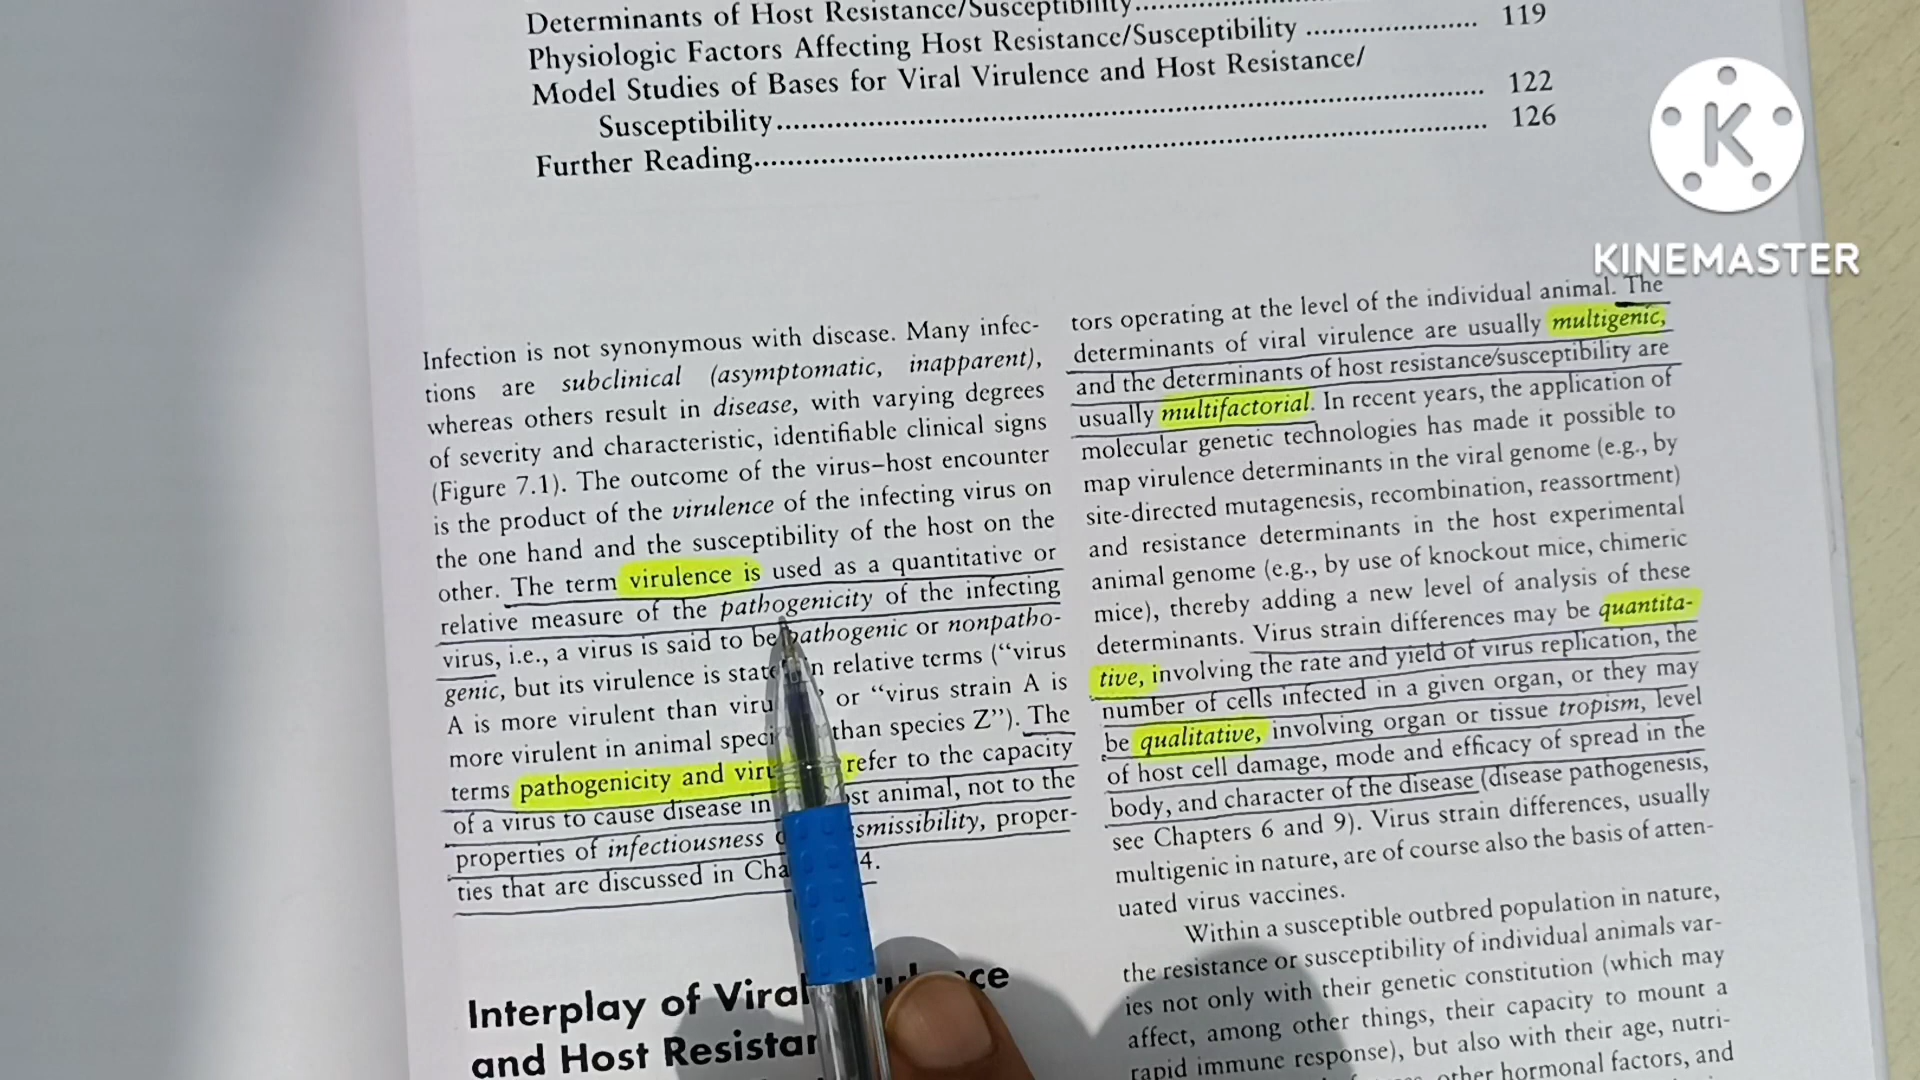 Determinants of Host Resistance/Susceptibility
Physiologic Factors Affecting Host Resistance/Susceptibility ............ 119
Model Studies of Bases for Viral Virulence and Host Resistance/
Susceptibility ............ 122
Further Reading ............ 126
K
KINEMASTER
Infection is not synonymous with disease. Many infec-
tions are subclinical (asymptomatic, inapparent),
whereas others result in disease, with varying degrees
of severity and characteristic, identifiable clinical signs
(Figure 7.1). The outcome of the virus–host encounter
is the product of the virulence of the infecting virus on
the one hand and the susceptibility of the host on the
other. The term virulence is used as a quantitative or
relative measure of the pathogenicity of the infecting
virus, i.e., a virus is said to be pathogenic or nonpatho-
genic, but its virulence is stated in relative terms (“virus
A is more virulent than viru or “virus strain A is
more virulent in animal speci than species Z”). The
terms pathogenicity and viru refer to the capacity
of a virus to cause disease in ost animal, not to the
properties of infectiousness smissibility, proper-
ties that are discussed in Cha 4.
Interplay of Viral Virulence
and Host Resistan
tors operating at the level of the individual animal. The
determinants of viral virulence are usually multigenic,
and the determinants of host resistance/susceptibility are
usually multifactorial. In recent years, the application of
molecular genetic technologies has made it possible to
map virulence determinants in the viral genome (e.g., by
site-directed mutagenesis, recombination, reassortment)
and resistance determinants in the host experimental
animal genome (e.g., by use of knockout mice, chimeric
mice), thereby adding a new level of analysis of these
determinants. Virus strain differences may be quantita-
tive, involving the rate and yield of virus replication, the
number of cells infected in a given organ, or they may
be qualitative, involving organ or tissue tropism, level
of host cell damage, mode and efficacy of spread in the
body, and character of the disease (disease pathogenesis,
see Chapters 6 and 9). Virus strain differences, usually
multigenic in nature, are of course also the basis of atten-
uated virus vaccines.
Within a susceptible outbred population in nature,
the resistance or susceptibility of individual animals var-
ies not only with their genetic constitution (which may
affect, among other things, their capacity to mount a
rapid immune response), but also with their age, nutri-
other hormonal factors, and